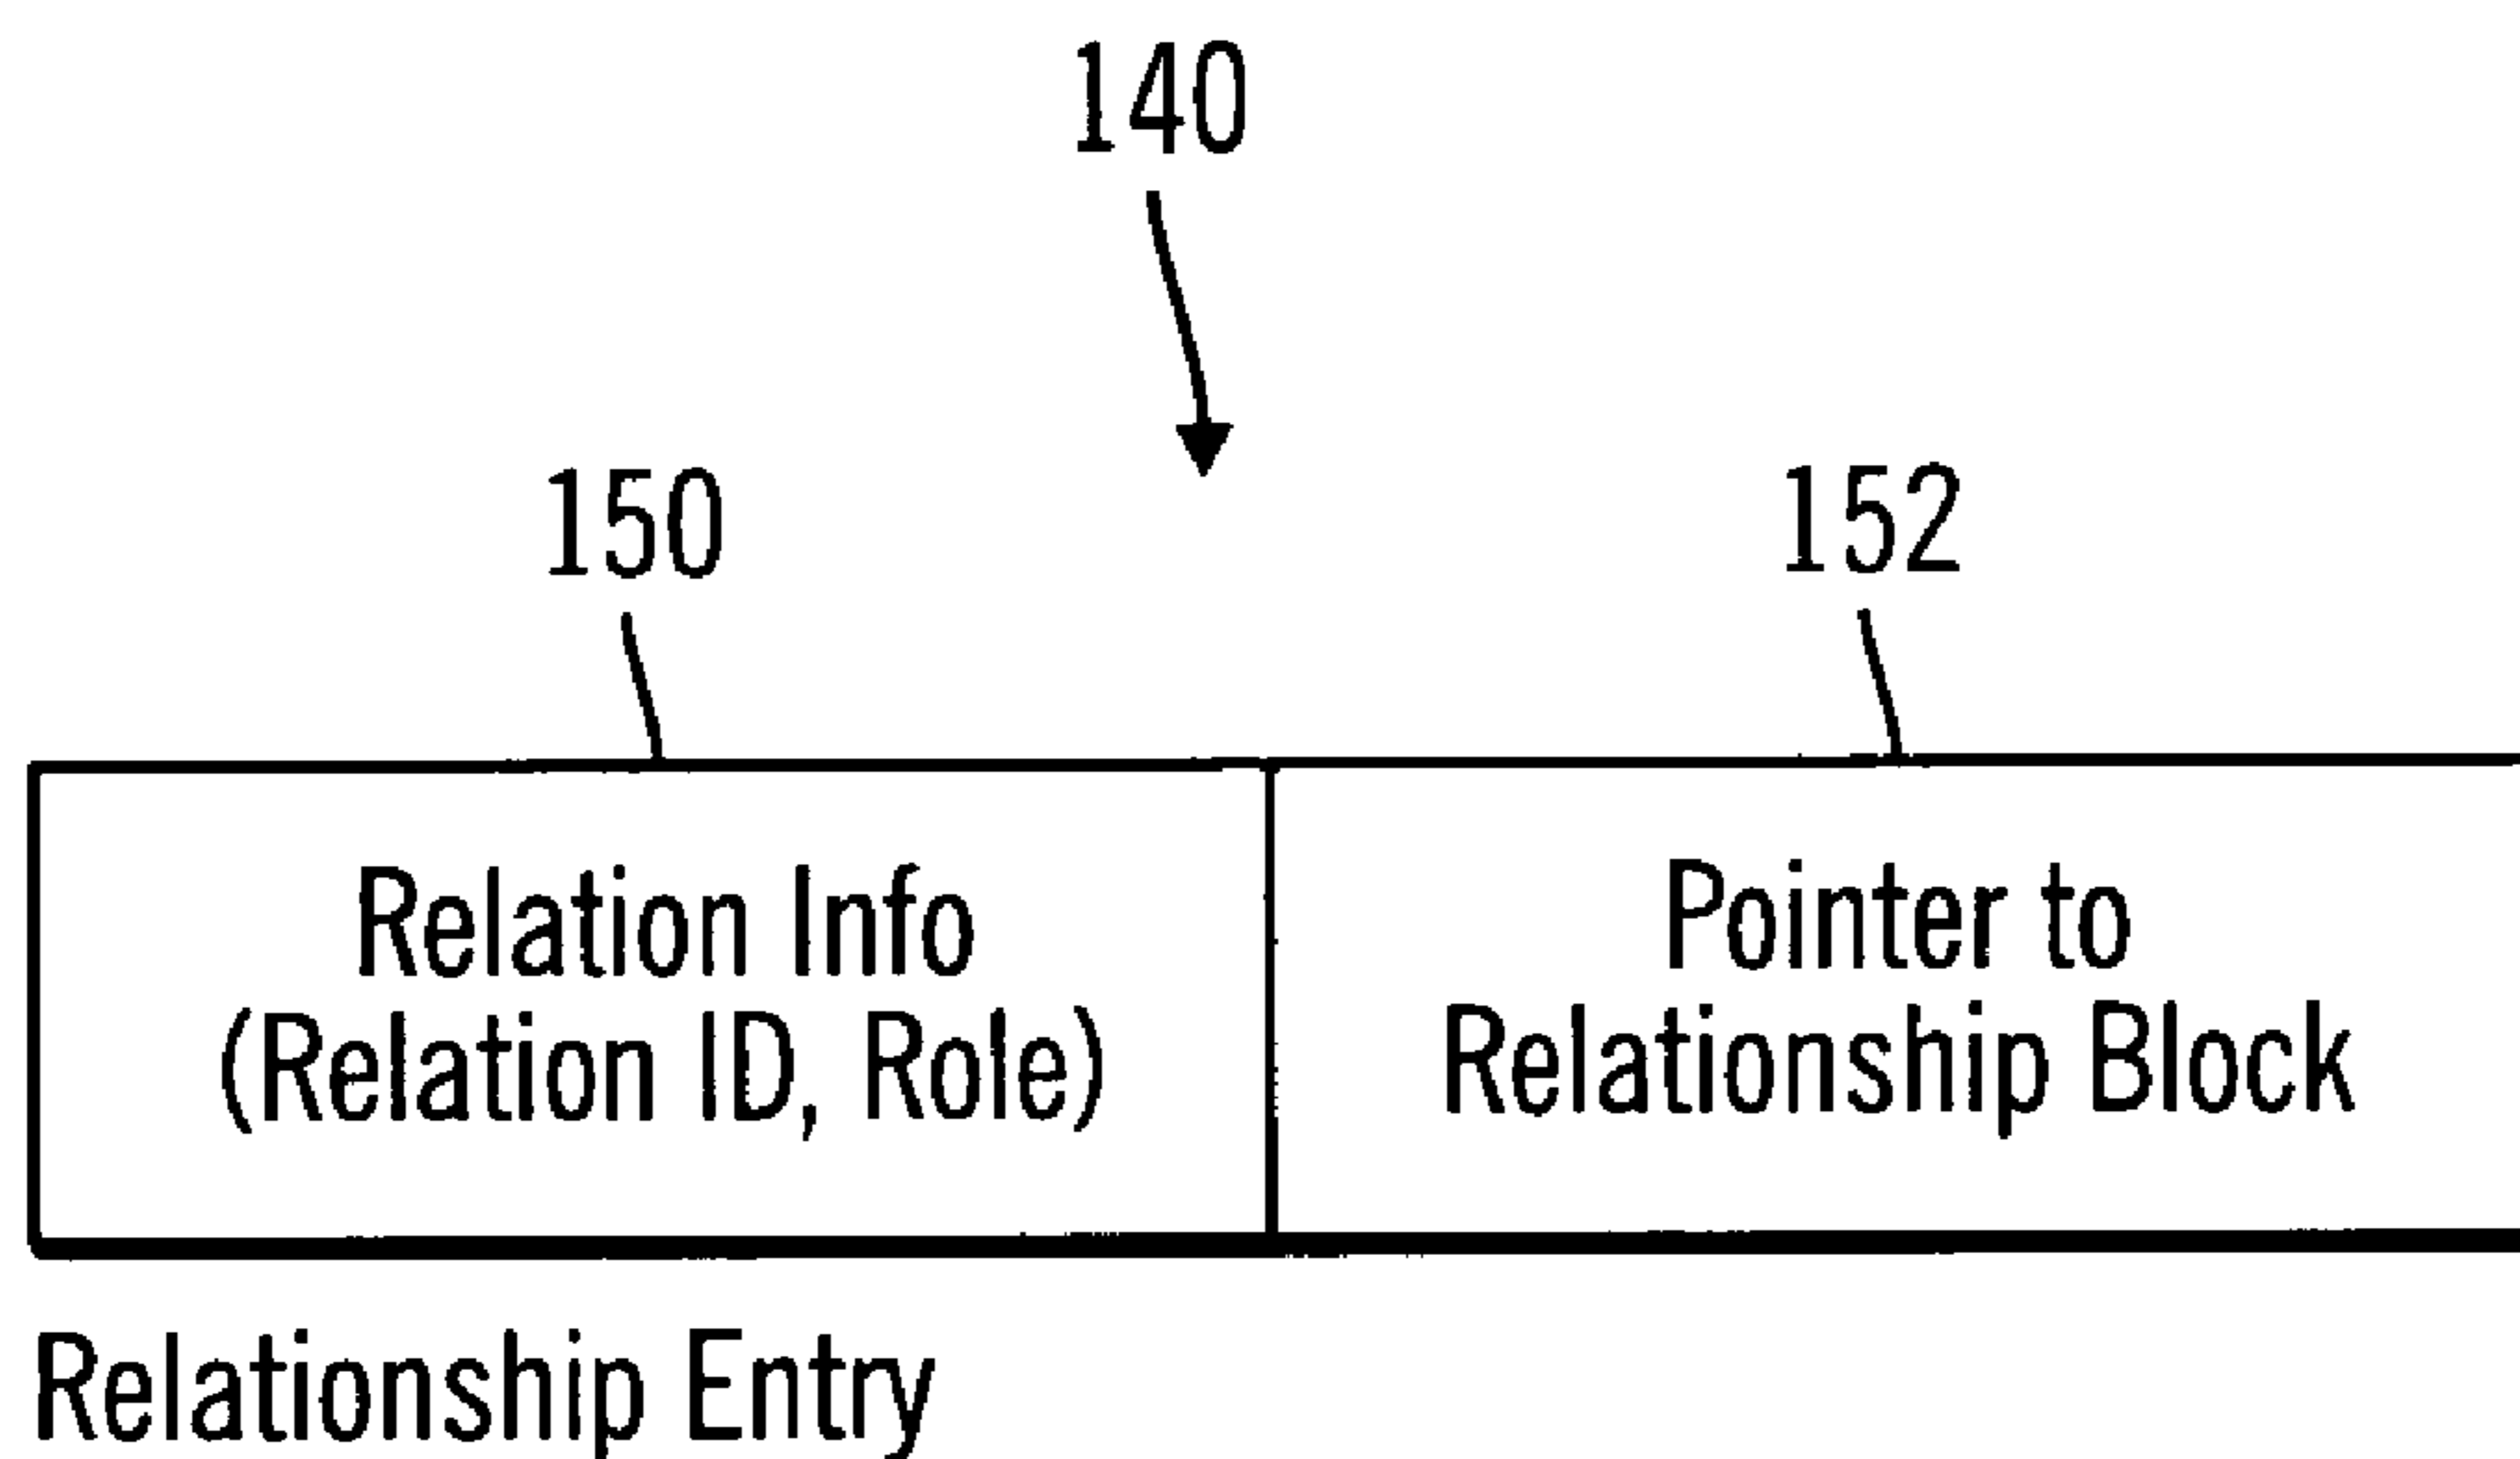 140
150
152
Relation Info
(Relation ID, Role)
Pointer to
Relationship Block
Relationship Entry